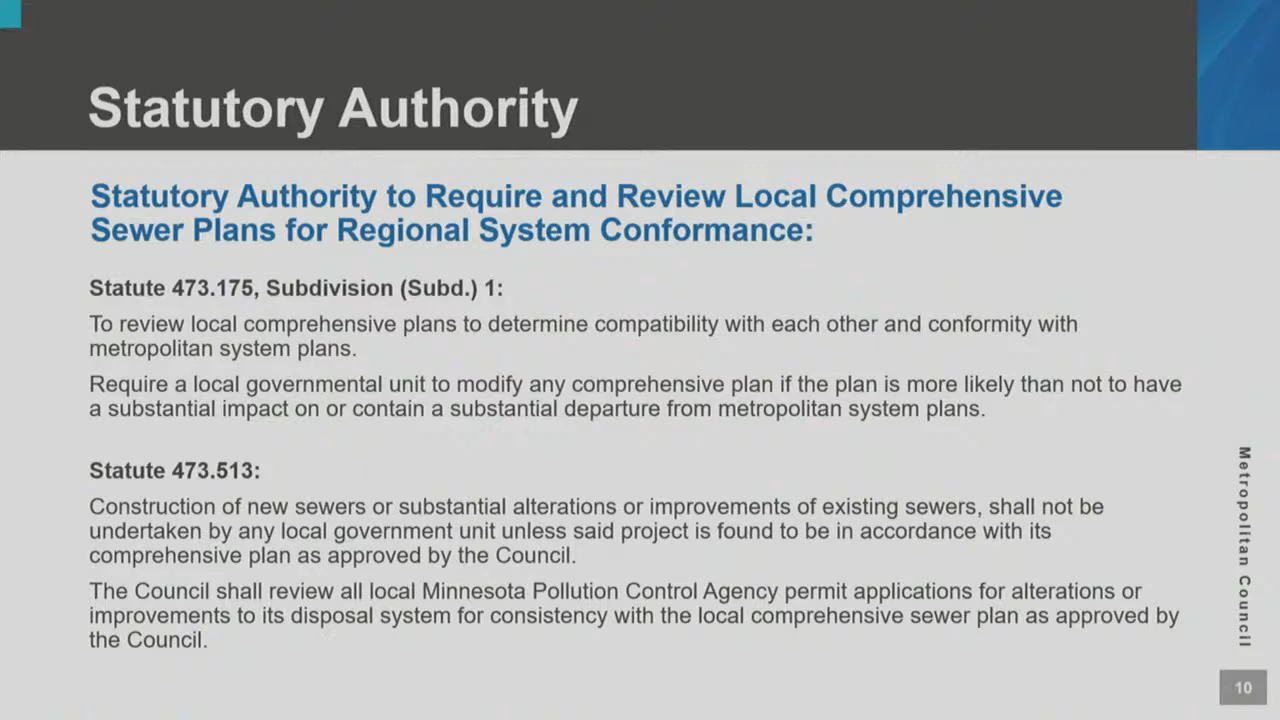 Statutory Authority
Statutory Authority to Require and Review Local Comprehensive
Sewer Plans for Regional System Conformance:
Statute 473.175, Subdivision (Subd.) 1:
To review local comprehensive plans to determine compatibility with each other and conformity with
metropolitan system plans.
Require a local governmental unit to modify any comprehensive plan if the plan is more likely than not to have
a substantial impact on or contain a substantial departure from metropolitan system plans.
Statute 473.513:
Construction of new sewers or substantial alterations or improvements of existing sewers, shall not be
undertaken by any local government unit unless said project is found to be in accordance with its
comprehensive plan as approved by the Council.
The Council shall review all local Minnesota Pollution Control Agency permit applications for alterations or
improvements to its disposal system for consistency with the local comprehensive sewer plan as approved by
the Council.
Metropolitan Council
10